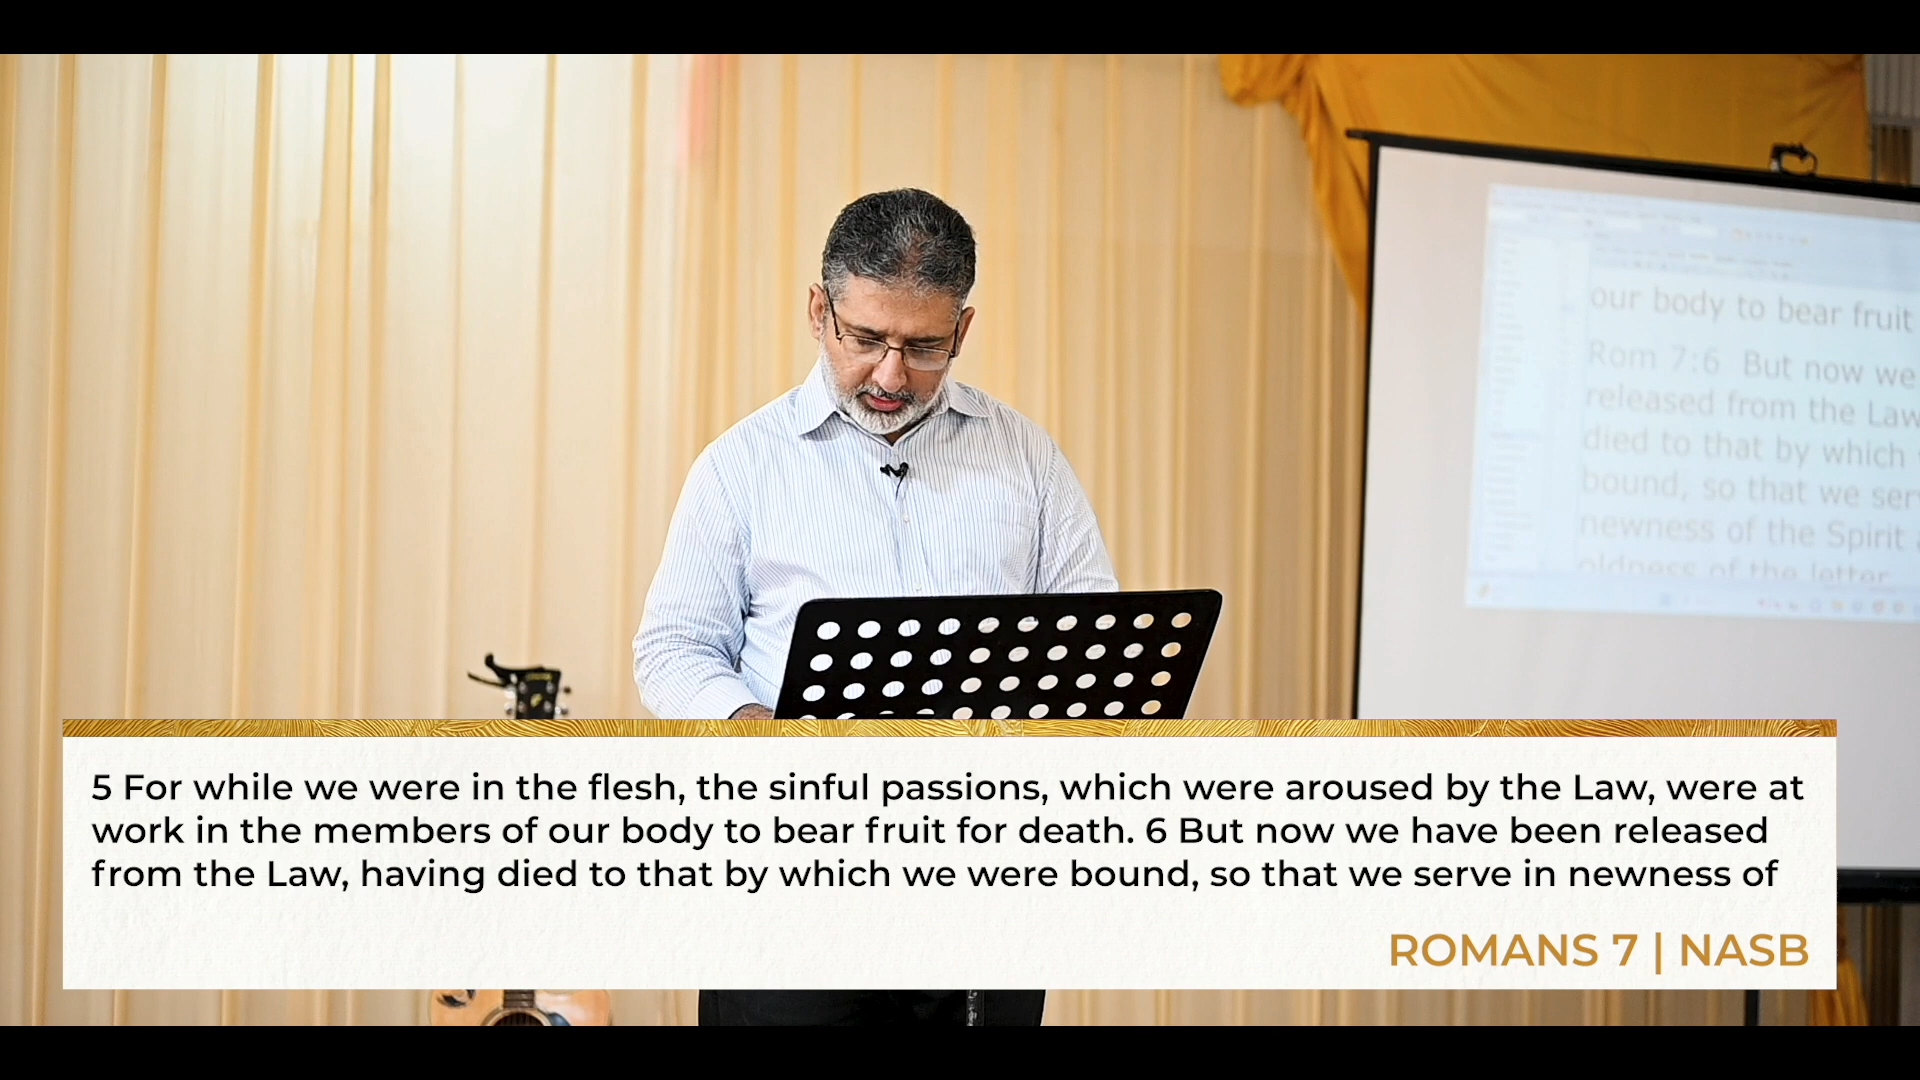 our body to bear fruit
Rom 7:6 But now we
released from the Law
died to that by which
bound, so that we ser
newness of the Spirit
oldness of the letter
5 For while we were in the flesh, the sinful passions, which were aroused by the Law, were at
work in the members of our body to bear fruit for death. 6 But now we have been released
from the Law, having died to that by which we were bound, so that we serve in newness of
ROMANS 7 | NASB